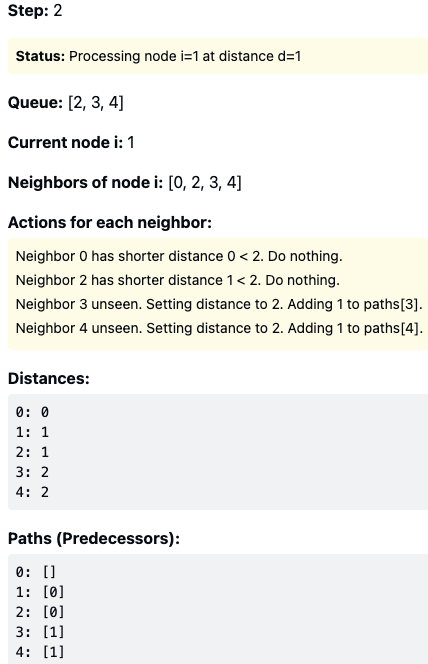 Step: 2
Status: Processing node i=1 at distance d=1
Queue: [2, 3, 4]
Current node i: 1
Neighbors of node i: [0, 2, 3, 4]
Actions for each neighbor:
Neighbor 0 has shorter distance 0 < 2. Do nothing.
Neighbor 2 has shorter distance 1 < 2. Do nothing.
Neighbor 3 unseen. Setting distance to 2. Adding 1 to paths[3].
Neighbor 4 unseen. Setting distance to 2. Adding 1 to paths[4].
Distances:
0: 0
1: 1
2: 1
3: 2
4: 2
Paths (Predecessors):
0: []
1: [0]
2: [0]
3: [1]
4: [1]